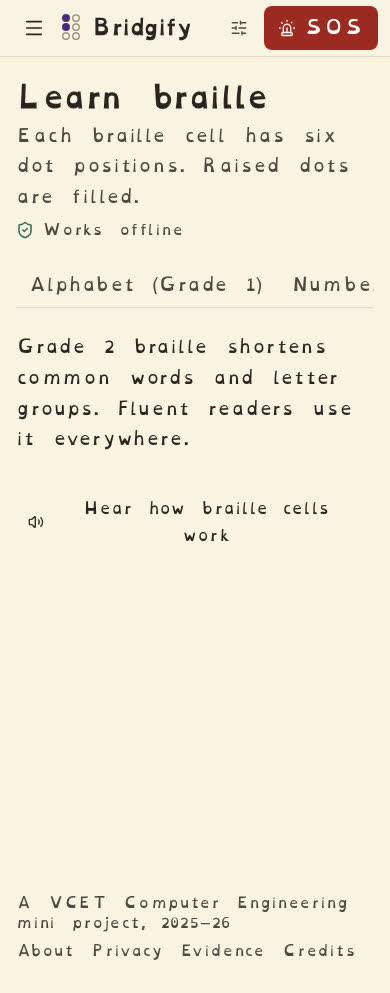 Bridgify
SOS
Learn braille
Each braille cell has six
dot positions. Raised dots
are filled.
Works offline
Alphabet (Grade 1) Numbe
Grade 2 braille shortens
common words and letter
groups. Fluent readers use
it everywhere.
Hear how braille cells
work
A VCET Computer Engineering
mini project, 2025–26
About Privacy Evidence Credits